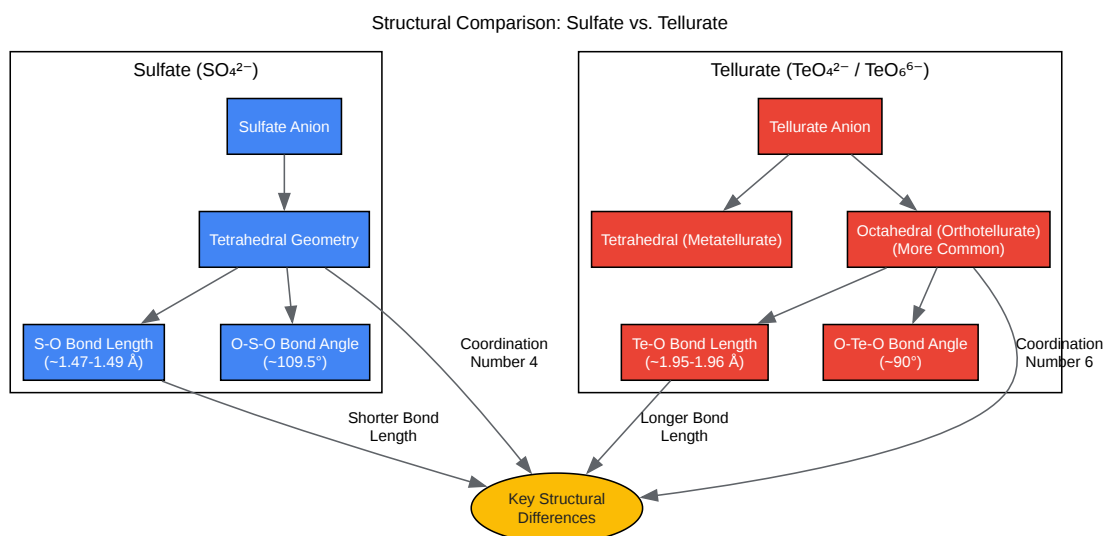 Structural Comparison: Sulfate vs. Tellurate
Sulfate (SO₄²⁻)
Tellurate (TeO₄²⁻ / TeO₆⁶⁻)
Sulfate Anion
Tellurate Anion
Tetrahedral Geometry
Tetrahedral (Metatellurate)
Octahedral (Orthotellurate)
(More Common)
S-O Bond Length
(~1.47-1.49 Å)
O-S-O Bond Angle
(~109.5°)
Coordination
Number 4
Te-O Bond Length
(~1.95-1.96 Å)
O-Te-O Bond Angle
(~90°)
Coordination
Number 6
Shorter Bond
Length
Longer Bond
Length
Key Structural
Differences